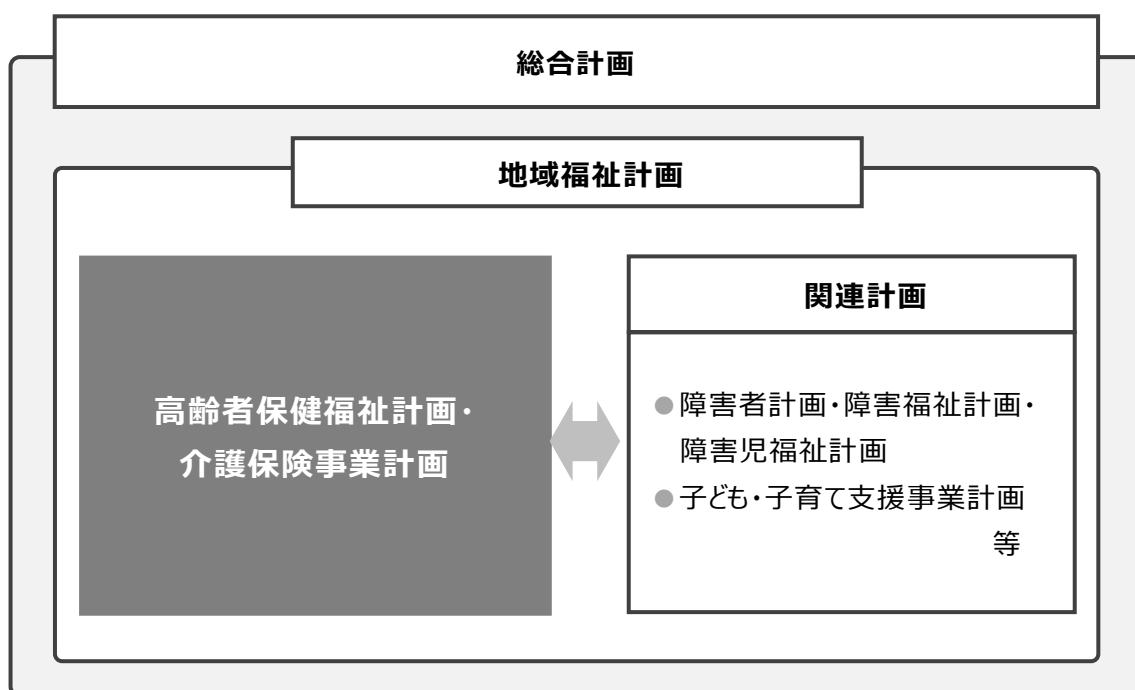 総合計画
地域福祉計画
高齢者保健福祉計画・
介護保険事業計画
関連計画
●障害者計画・障害福祉計画・
障害児福祉計画
●子ども・子育て支援事業計画
等